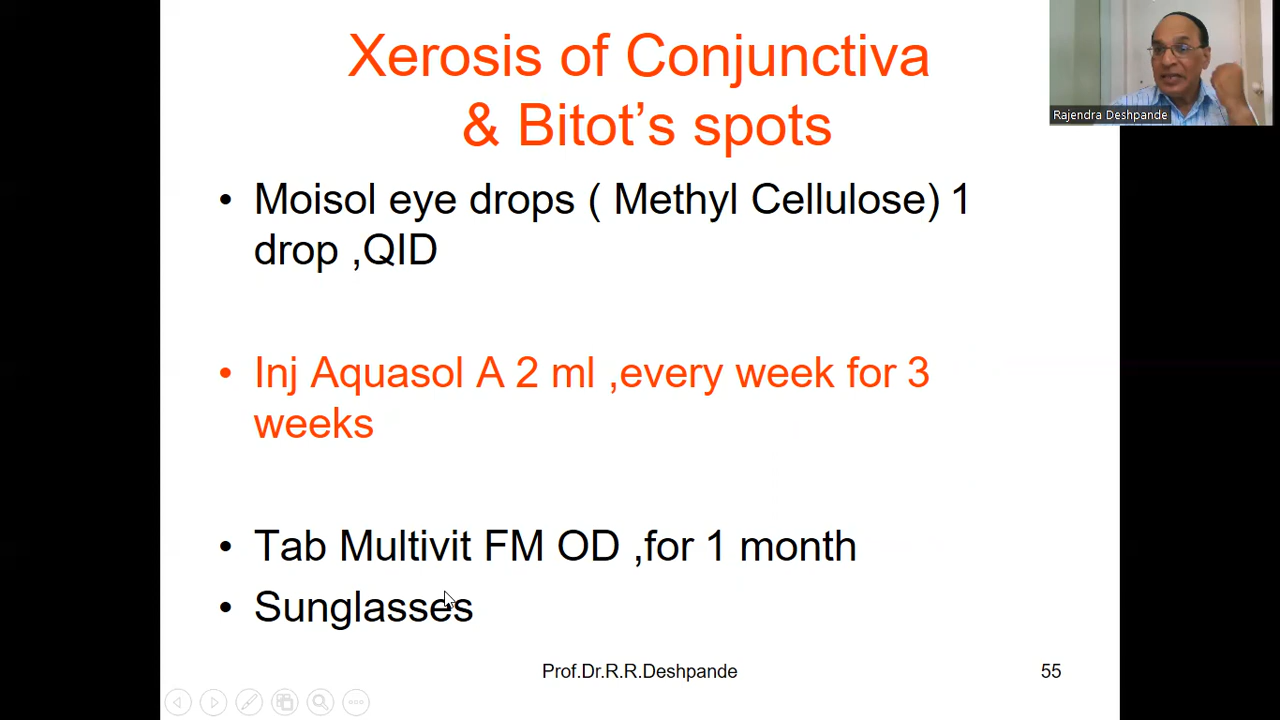 Xerosis of Conjunctiva
& Bitot’s spots
Rajendra Deshpande
• Moisol eye drops ( Methyl Cellulose) 1
drop ,QID
• Inj Aquasol A 2 ml ,every week for 3
weeks
• Tab Multivit FM OD ,for 1 month
• Sunglasses
Prof.Dr.R.R.Deshpande
55